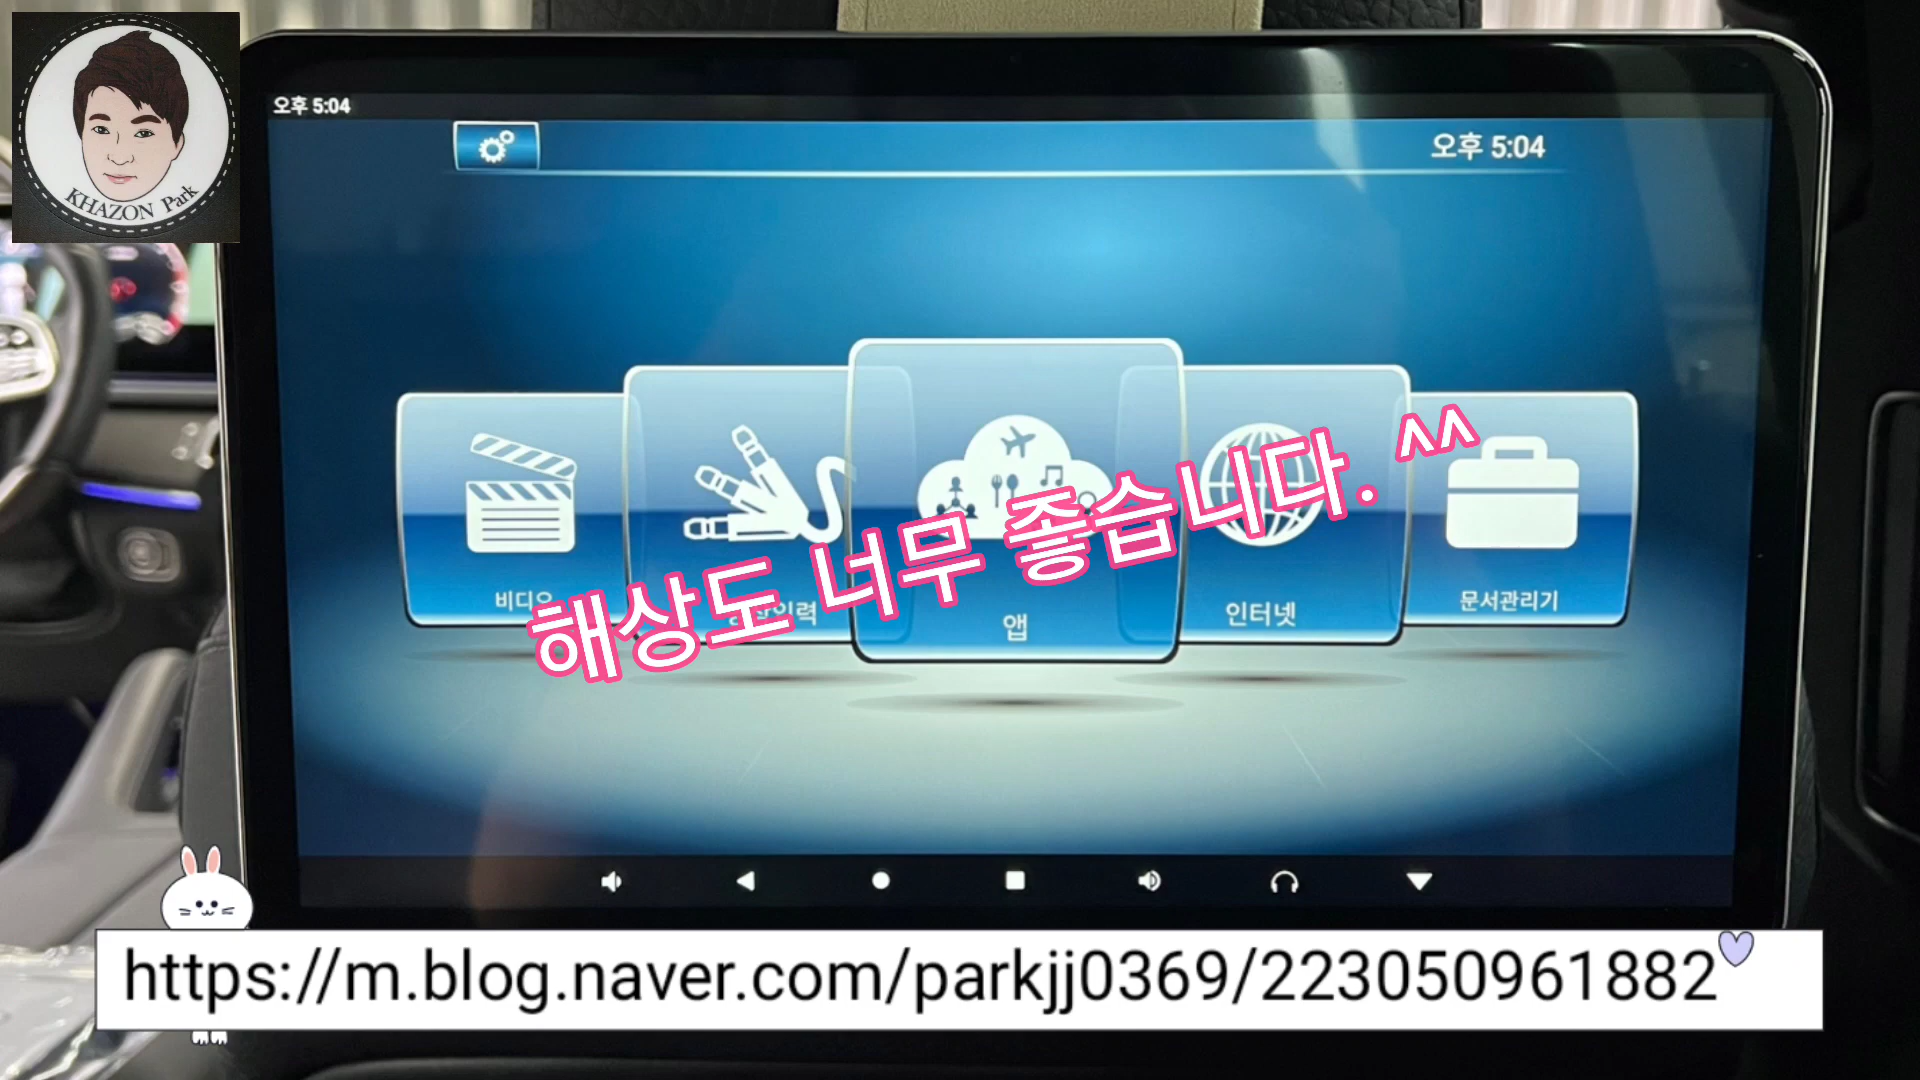 KHAZON Park
오후 5:04
오후 5:04
해상도 너무 좋습니다. ^^
비디오
앱
인터넷
문서관리기
https://m.blog.naver.com/parkjj0369/223050961882